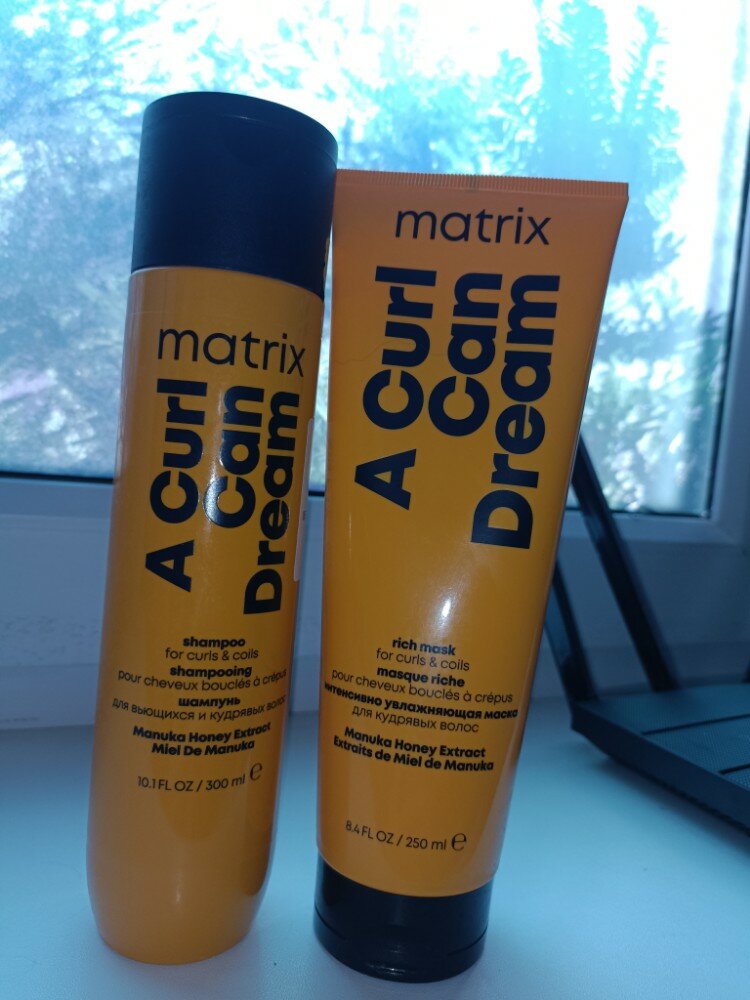 matrix
A Curl
Can
Dream
shampoo
for curls & coils
shampooing
pour cheveux bouclés à crépus
шампунь
для вьющихся и кудрявых волос
Manuka Honey Extract
Miel De Manuka
10.1 FL OZ / 300 ml ℮
matrix
A Curl
Can
Dream
rich mask
for curls & coils
masque riche
pour cheveux bouclés à crépus
интенсивно увлажняющая маска
для кудрявых волос
Manuka Honey Extract
Extraits de Miel de Manuka
8.4 FL OZ / 250 ml ℮